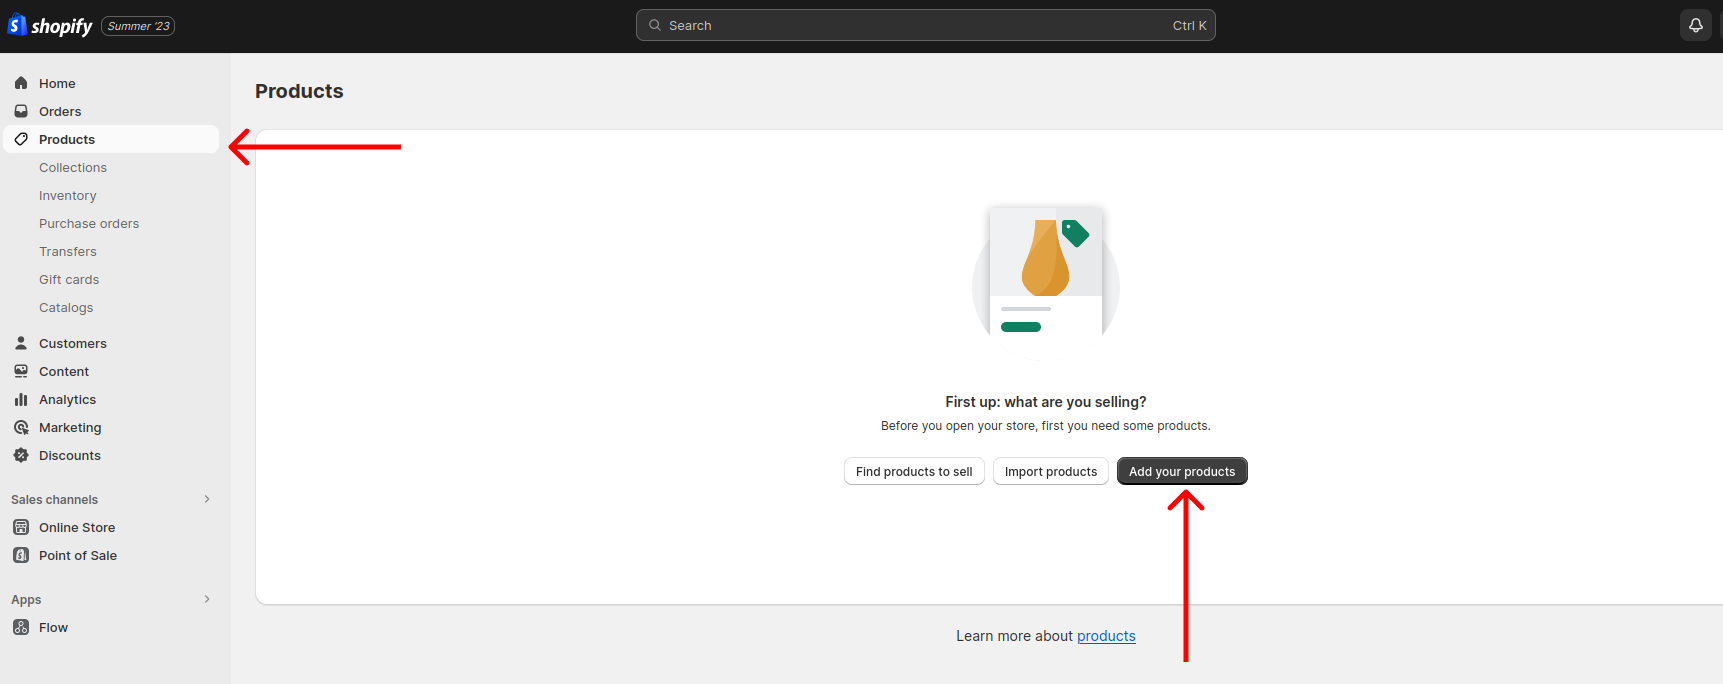 shopify
Summer '23
Search
Ctrl K
Home
Orders
Products
Collections
Inventory
Purchase orders
Transfers
Gift cards
Catalogs
Customers
Content
Analytics
Marketing
Discounts
Sales channels
Online Store
Point of Sale
Apps
Flow
Products
First up: what are you selling?
Before you open your store, first you need some products.
Find products to sell
Import products
Add your products
Learn more about products